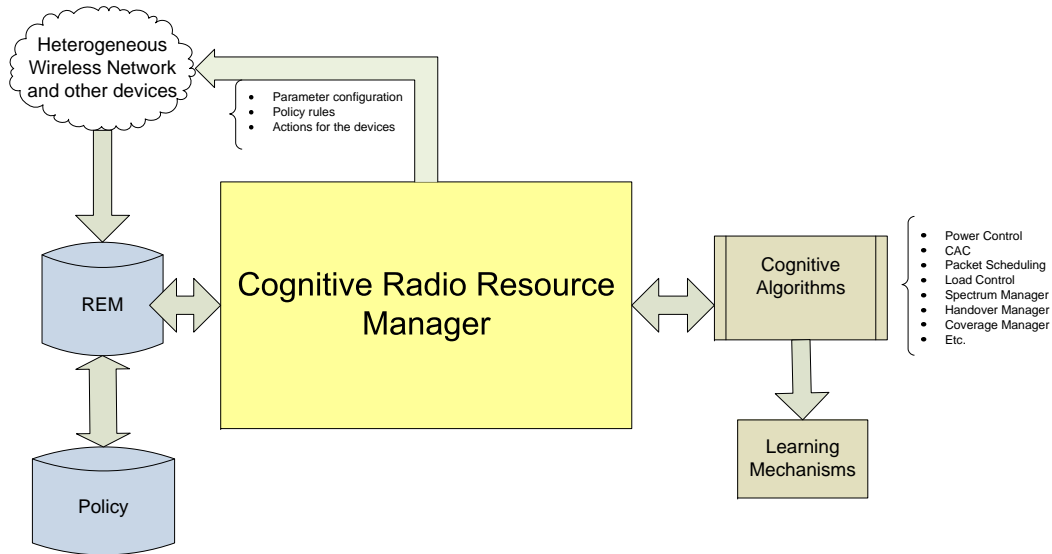 Heterogeneous
Wireless Network
and other devices
• Parameter configuration
• Policy rules
• Actions for the devices
Cognitive Radio Resource
Manager
REM
Policy
Cognitive
Algorithms
• Power Control
• CAC
• Packet Scheduling
• Load Control
• Spectrum Manager
• Handover Manager
• Coverage Manager
• Etc.
Learning
Mechanisms